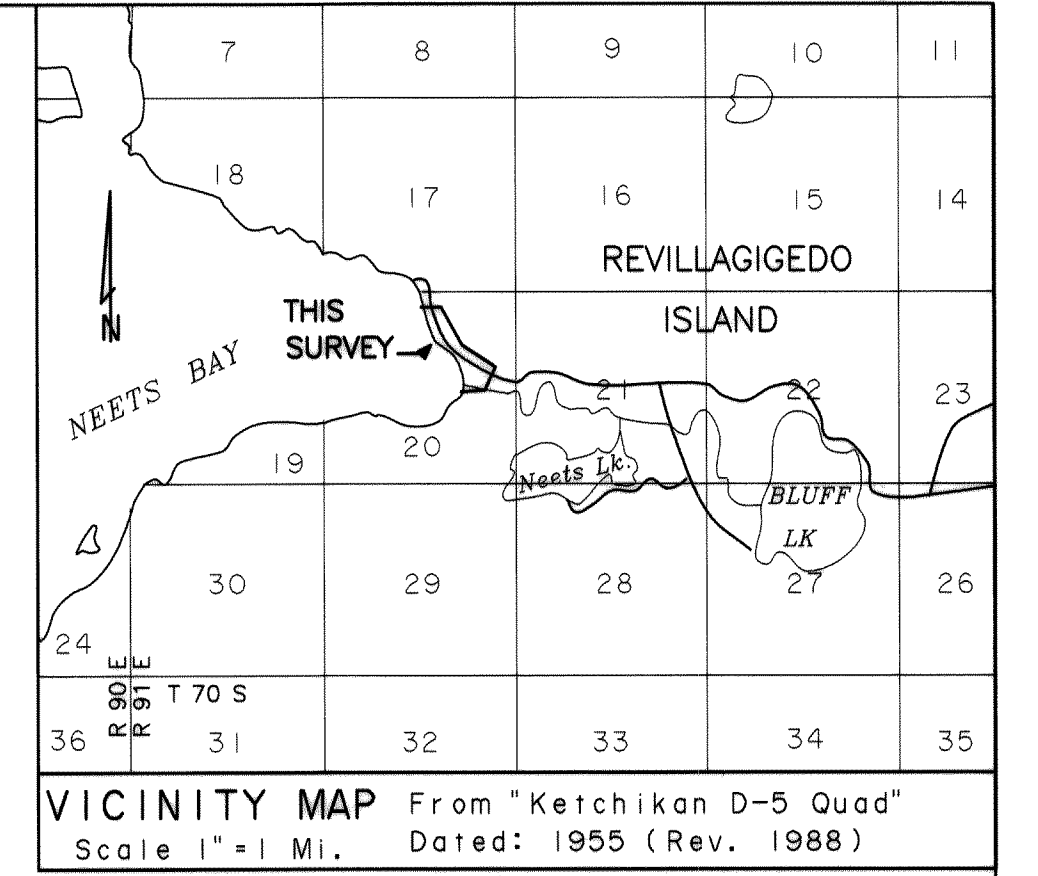 7 8 9 10 11
18 17 16 15 14
REVILLAGIGEDO
ISLAND
THIS
SURVEY
N
NEETS BAY
19 20 21 22 23
Neets Lk.
BLUFF
LK
30 29 28 27 26
24
R 90 E
R 91 E
T 70 S
36 31 32 33 34 35
VICINITY MAP From "Ketchikan D-5 Quad"
Scale 1"=1 Mi. Dated: 1955 (Rev. 1988)